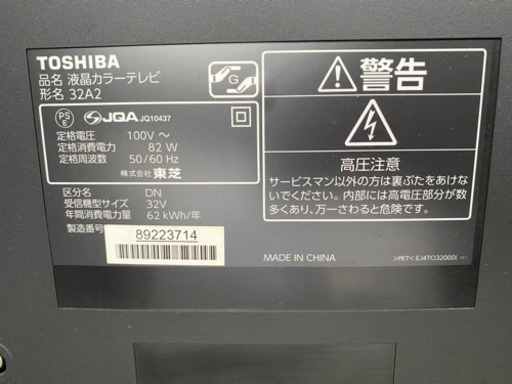 TOSHIBA
品名 液晶カラーテレビ
形名 32A2
G
PS
E
JQA JQ10437
定格電圧 100V ～
定格消費電力 82 W
定格周波数 50/60 Hz
株式会社 東芝
区分名 DN
受信機型サイズ 32V
年間消費電力量 62 kWh/年
製造番号
89223714
警告
高圧注意
サービスマン以外の方は裏ぶたをあけな
いでください。内部には高電圧部分が数
多くあり、万一さわると危険です。
MADE IN CHINA
>PET< EJ4TO32000I